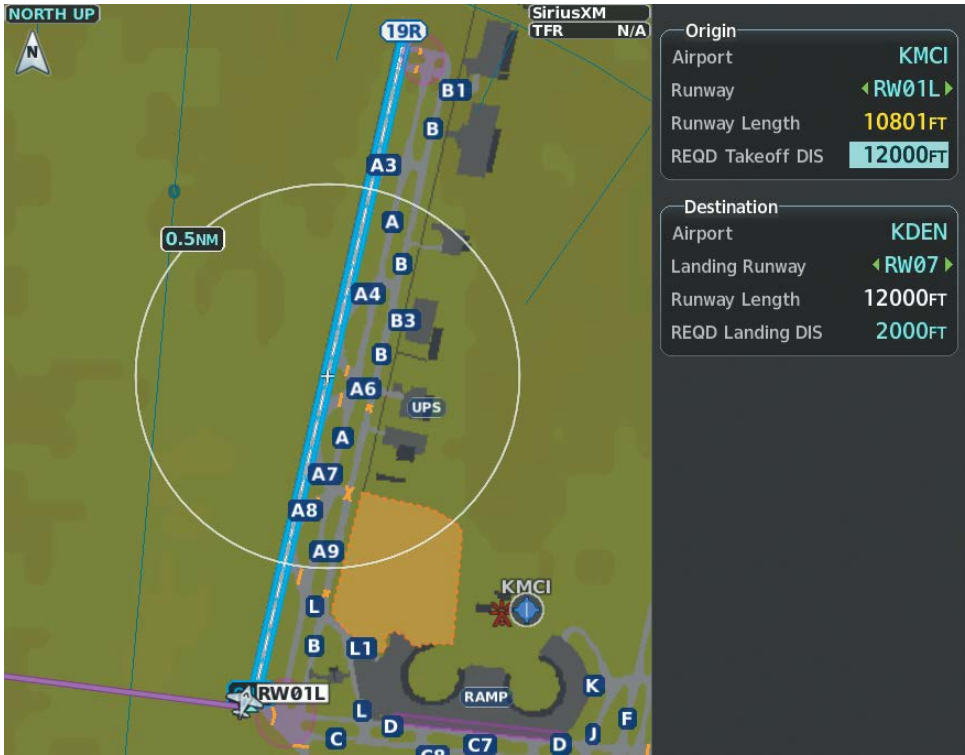 NORTH UP
N
SiriusXM
TFR N/A
19R
B1
B
A3
A
0.5NM
B
A4
B3
B
A6
UPS
A
A7
A8
A9
KMCI
L
B
L1
RW01L
RAMP
K
L
D
F
J
C
C7
D
Origin
Airport KMCI
Runway RW01L
Runway Length 10801FT
REQD Takeoff DIS 12000FT
Destination
Airport KDEN
Landing Runway RW07
Runway Length 12000FT
REQD Landing DIS 2000FT